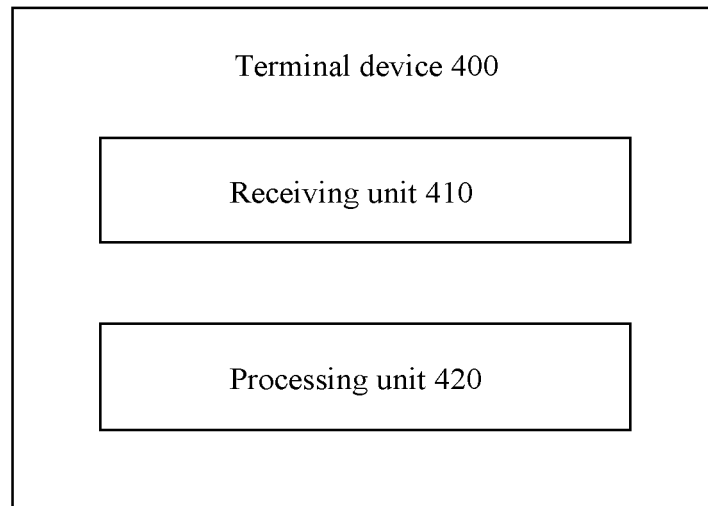 Terminal device 400
Receiving unit 410
Processing unit 420